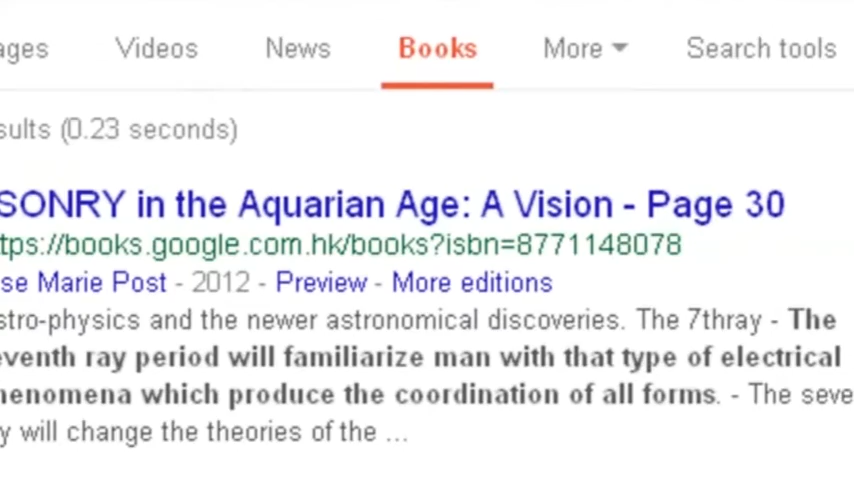 ages Videos News Books More Search tools
sults (0.23 seconds)
SONRY in the Aquarian Age: A Vision - Page 30
tps://books.google.com.hk/books?isbn=8771148078
se Marie Post - 2012 - Preview - More editions
stro-physics and the newer astronomical discoveries. The 7thray - The
eventh ray period will familiarize man with that type of electrical
henomena which produce the coordination of all forms. - The seve
y will change the theories of the ...